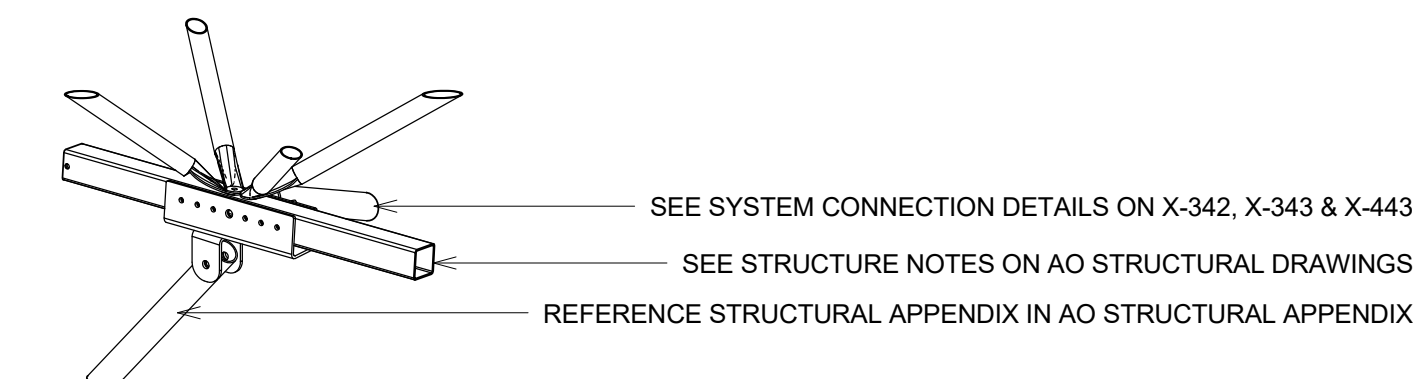 SEE SYSTEM CONNECTION DETAILS ON X-342, X-343 & X-443
SEE STRUCTURE NOTES ON AO STRUCTURAL DRAWINGS
REFERENCE STRUCTURAL APPENDIX IN AO STRUCTURAL APPENDIX